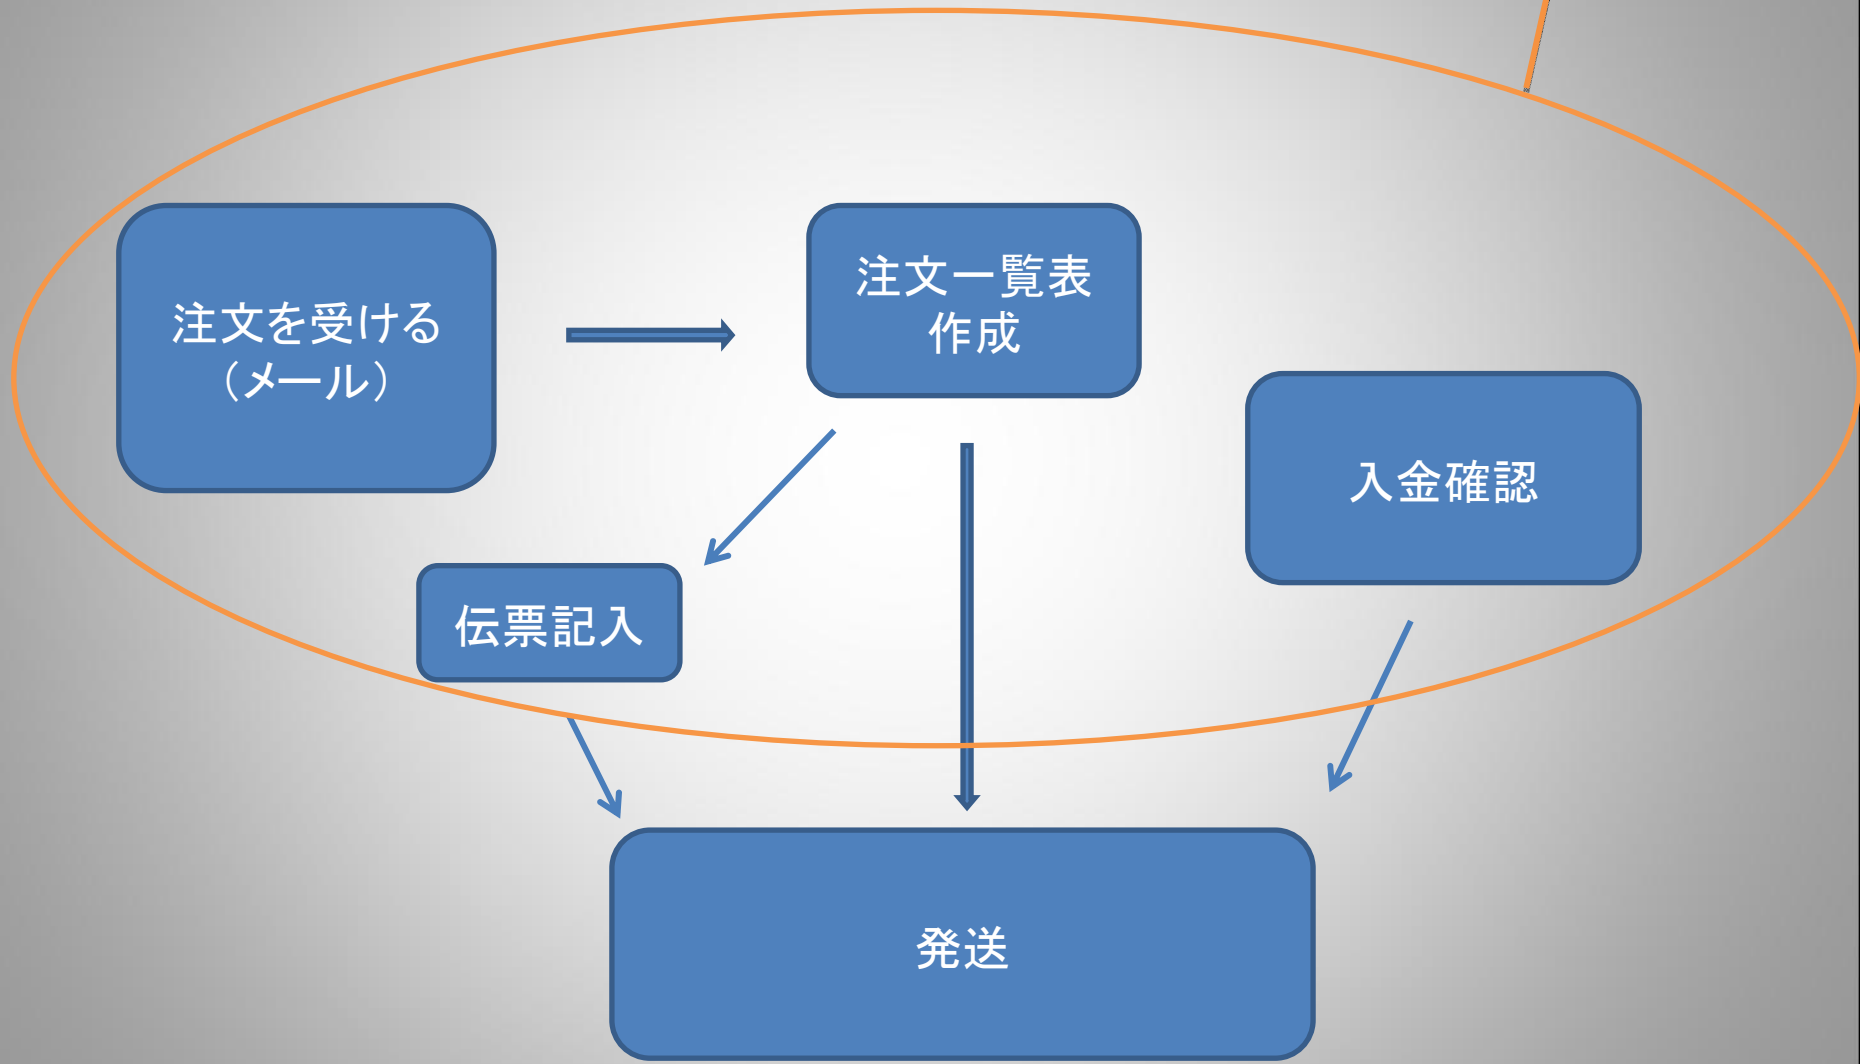 注文を受ける
（メール）
注文一覧表
作成
入金確認
伝票記入
発送